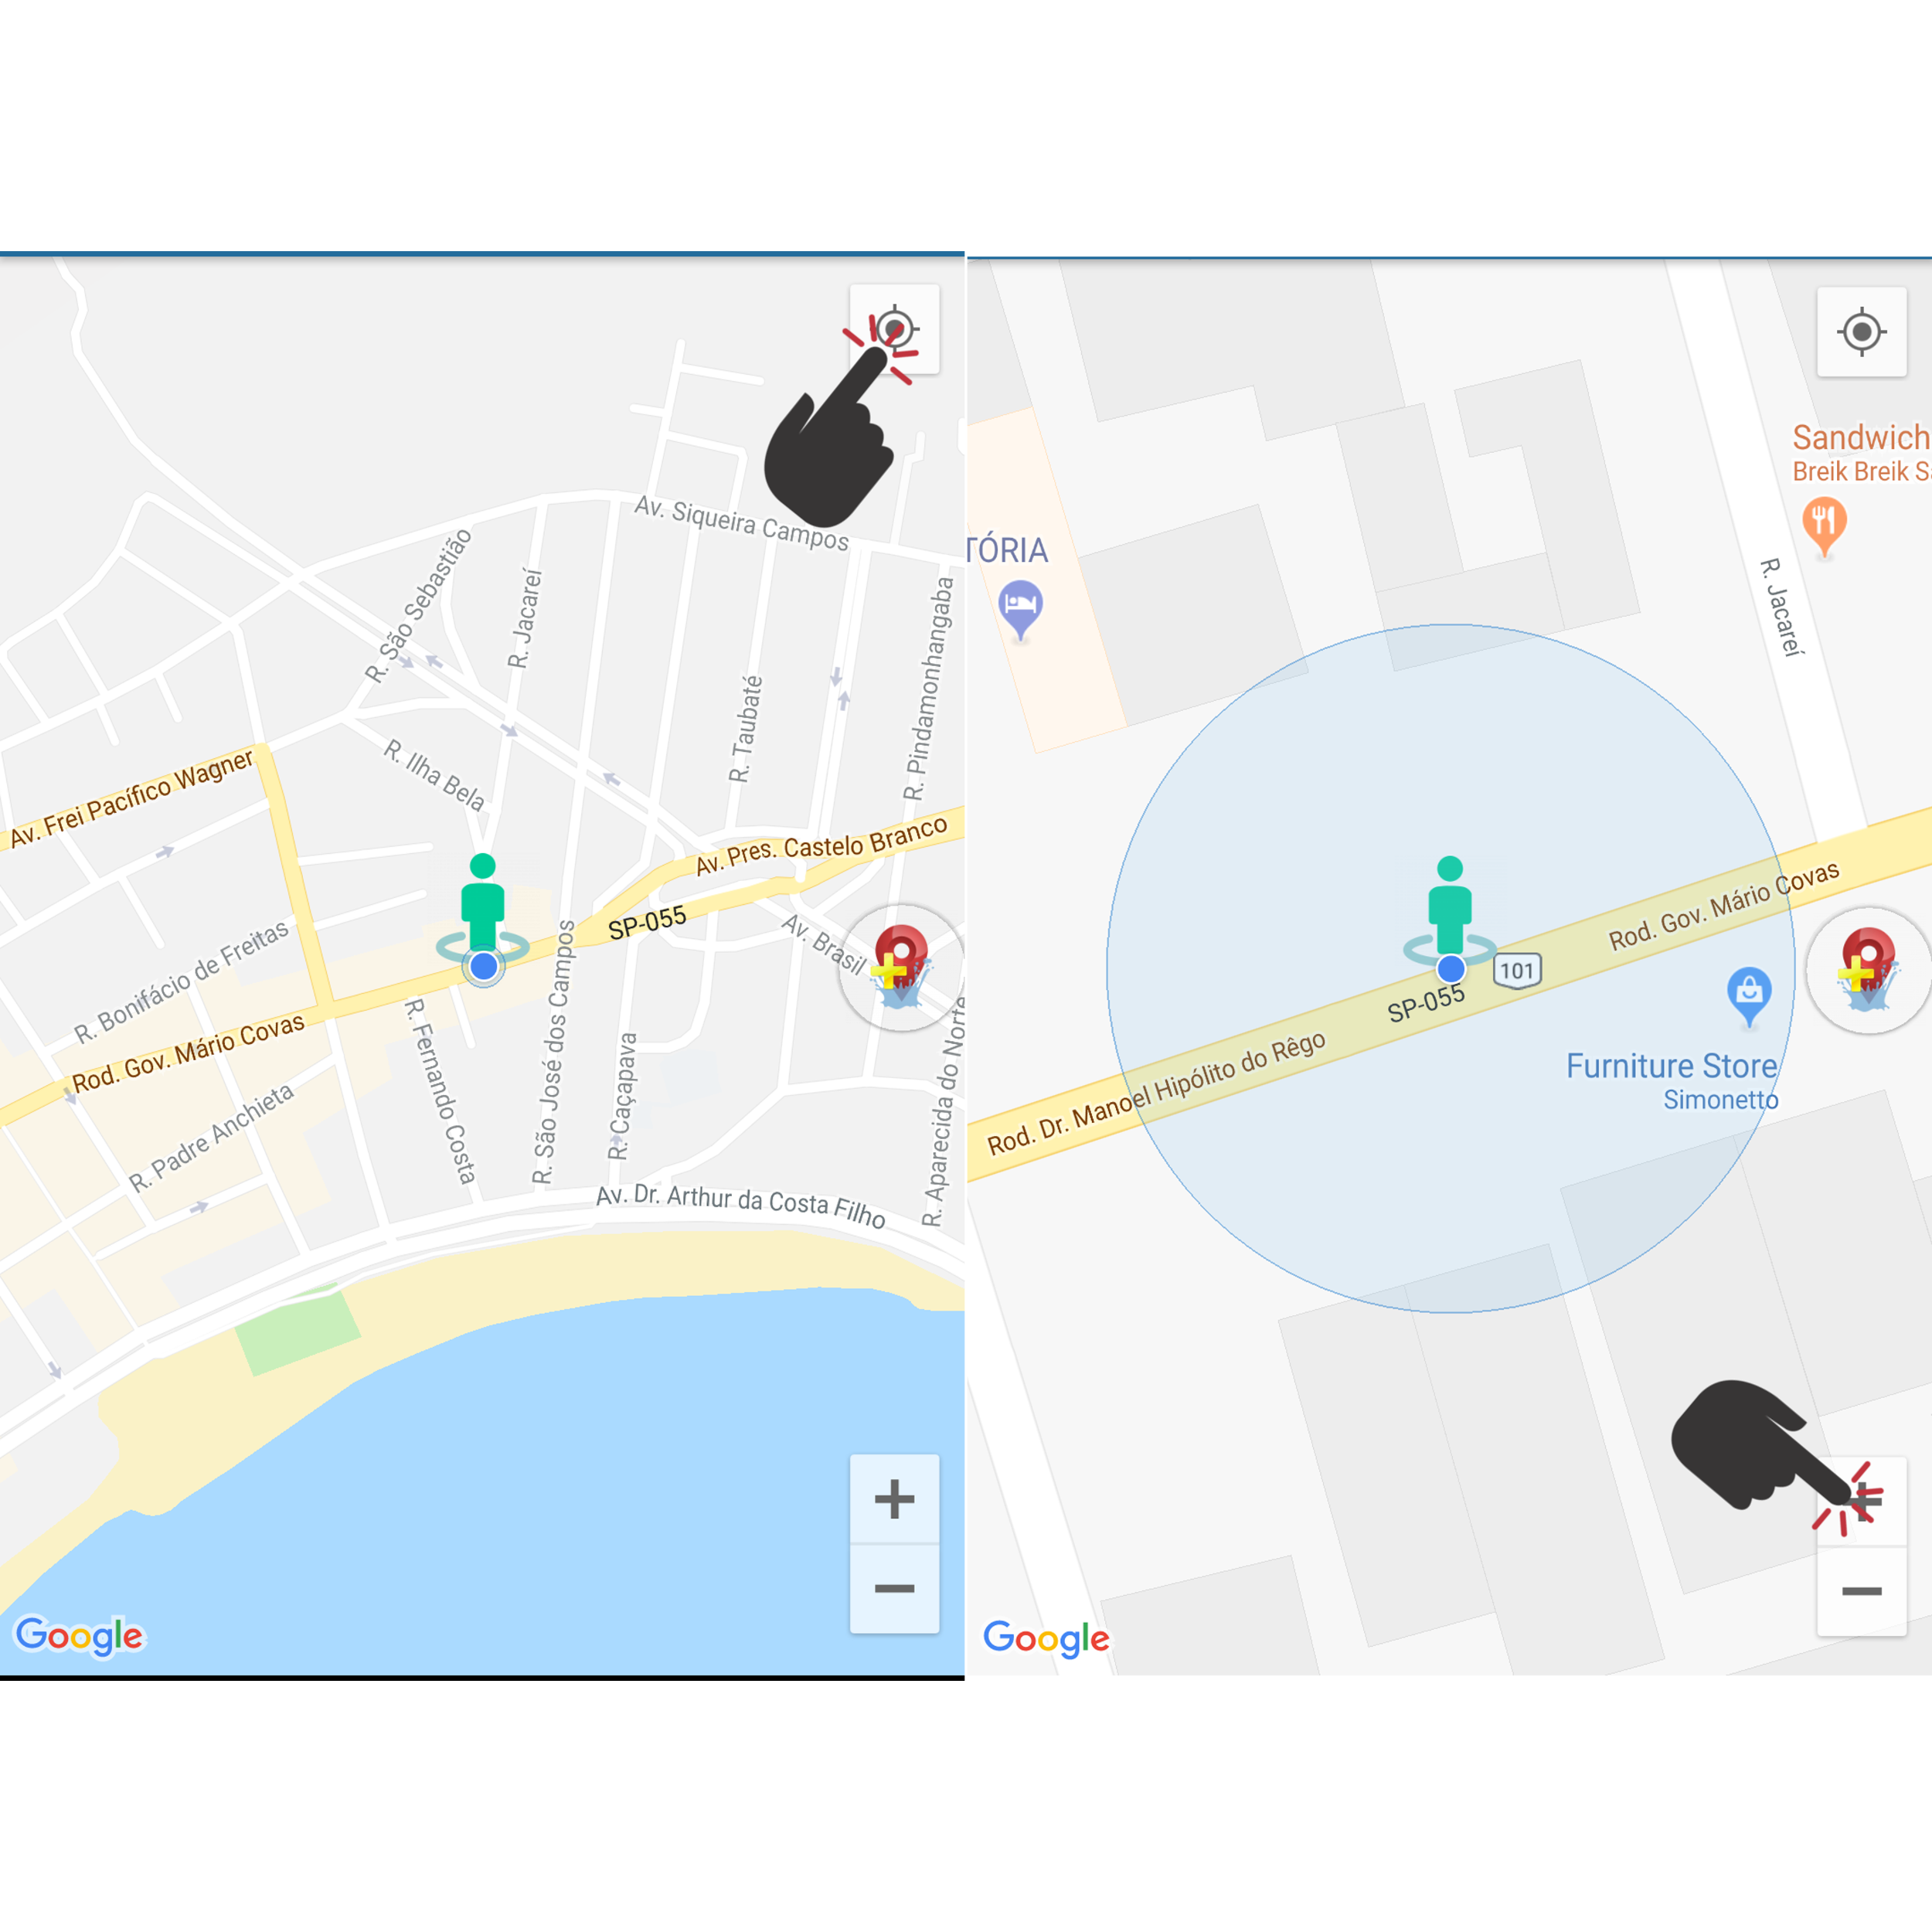 Av. Siqueira Campos
R. São Sebastião
R. Jacareí
R. Pindamonhangaba
R. Taubaté
R. Ilha Bela
Av. Frei Pacífico Wagner
Av. Pres. Castelo Branco
SP-055
Av. Brasil
R. Bonifácio de Freitas
Rod. Gov. Mário Covas
R. Fernando Costa
R. São José dos Campos
R. Caçapava
R. Aparecida do Norte
R. Padre Anchieta
Av. Dr. Arthur da Costa Filho
Google
Sandwich
Breik Breik Sa
TÓRIA
R. Jacareí
Rod. Gov. Mário Covas
101
SP-055
Rod. Dr. Manoel Hipólito do Rêgo
Furniture Store
Simonetto
Google